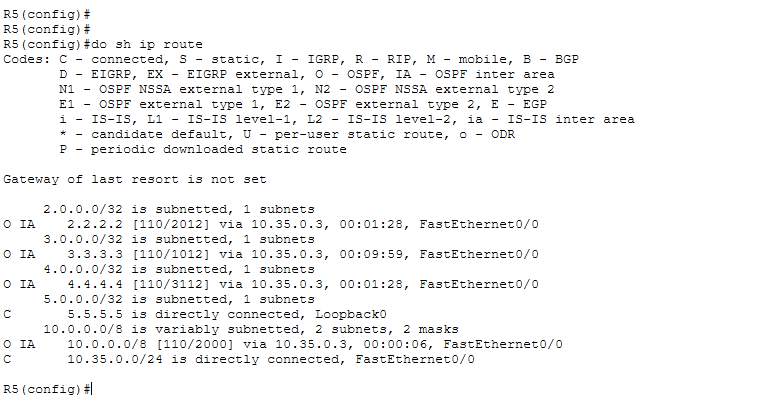 R5(config)#
R5(config)#
R5(config)#do sh ip route
Codes: C - connected, S - static, I - IGRP, R - RIP, M - mobile, B - BGP
       D - EIGRP, EX - EIGRP external, O - OSPF, IA - OSPF inter area
       N1 - OSPF NSSA external type 1, N2 - OSPF NSSA external type 2
       E1 - OSPF external type 1, E2 - OSPF external type 2, E - EGP
       i - IS-IS, L1 - IS-IS level-1, L2 - IS-IS level-2, ia - IS-IS inter area
       * - candidate default, U - per-user static route, o - ODR
       P - periodic downloaded static route

Gateway of last resort is not set

     2.0.0.0/32 is subnetted, 1 subnets
O IA    2.2.2.2 [110/2012] via 10.35.0.3, 00:01:28, FastEthernet0/0
     3.0.0.0/32 is subnetted, 1 subnets
O IA    3.3.3.3 [110/1012] via 10.35.0.3, 00:09:59, FastEthernet0/0
     4.0.0.0/32 is subnetted, 1 subnets
O IA    4.4.4.4 [110/3112] via 10.35.0.3, 00:01:28, FastEthernet0/0
     5.0.0.0/32 is subnetted, 1 subnets
C       5.5.5.5 is directly connected, Loopback0
     10.0.0.0/8 is variably subnetted, 2 subnets, 2 masks
O IA    10.0.0.0/8 [110/2000] via 10.35.0.3, 00:00:06, FastEthernet0/0
C       10.35.0.0/24 is directly connected, FastEthernet0/0

R5(config)#